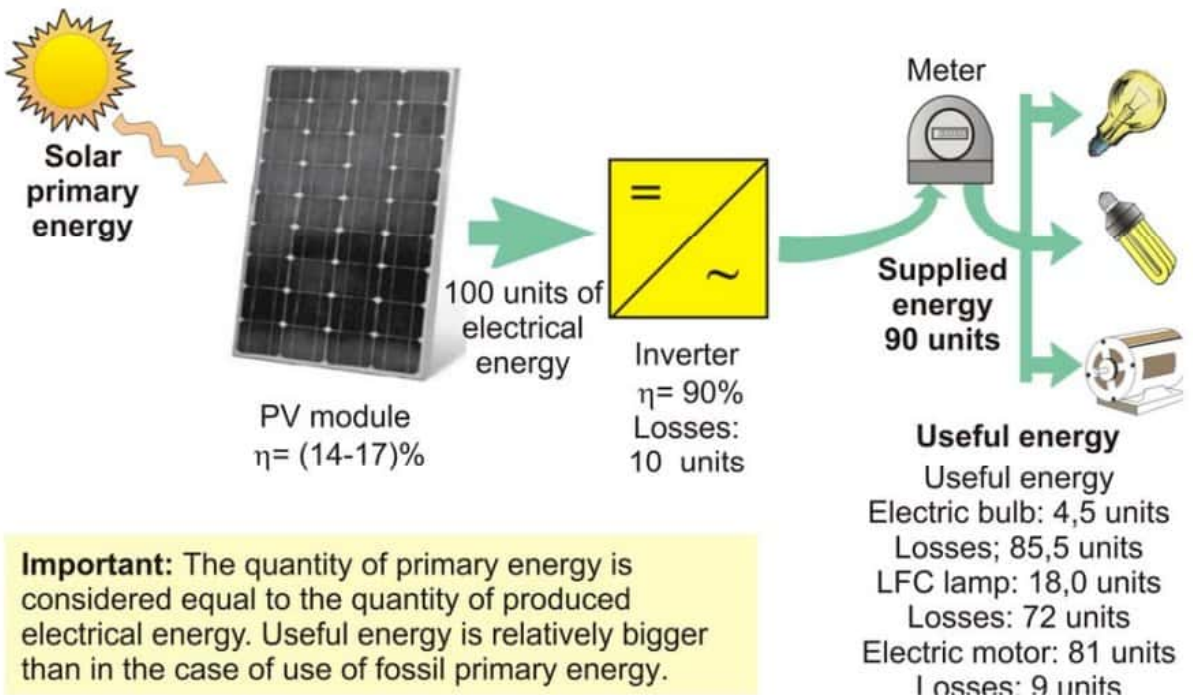 Solar
primary
energy
PV module
η= (14-17)%
100 units of
electrical
energy
=
~
Inverter
η= 90%
Losses:
10 units
Meter
Supplied
energy
90 units
Useful energy
Useful energy
Electric bulb: 4,5 units
Losses; 85,5 units
LFC lamp: 18,0 units
Losses: 72 units
Electric motor: 81 units
Losses: 9 units
Important: The quantity of primary energy is
considered equal to the quantity of produced
electrical energy. Useful energy is relatively bigger
than in the case of use of fossil primary energy.